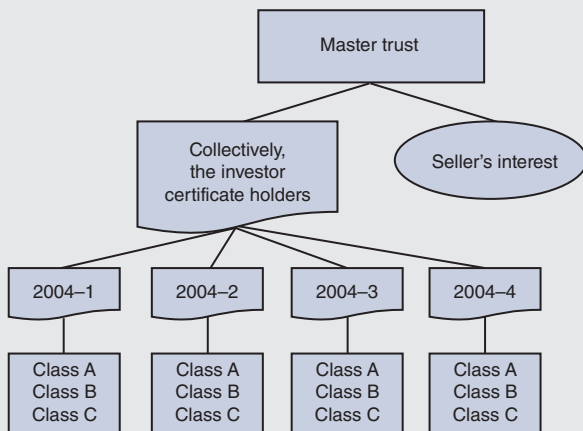 Master trust
Collectively,
the investor
certificate holders
Seller's interest
2004–1
2004–2
2004–3
2004–4
Class A
Class B
Class C
Class A
Class B
Class C
Class A
Class B
Class C
Class A
Class B
Class C